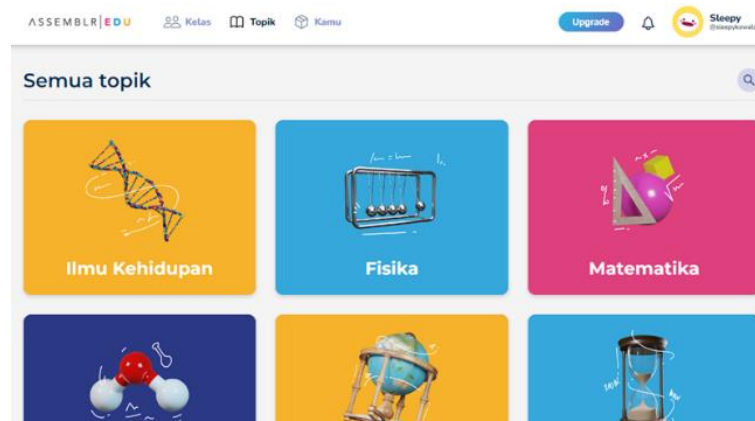 ASSEMBLR EDU Kelas Topik Kamu Upgrade Sleepy
Semua topik
Ilmu Kehidupan Fisika Matematika